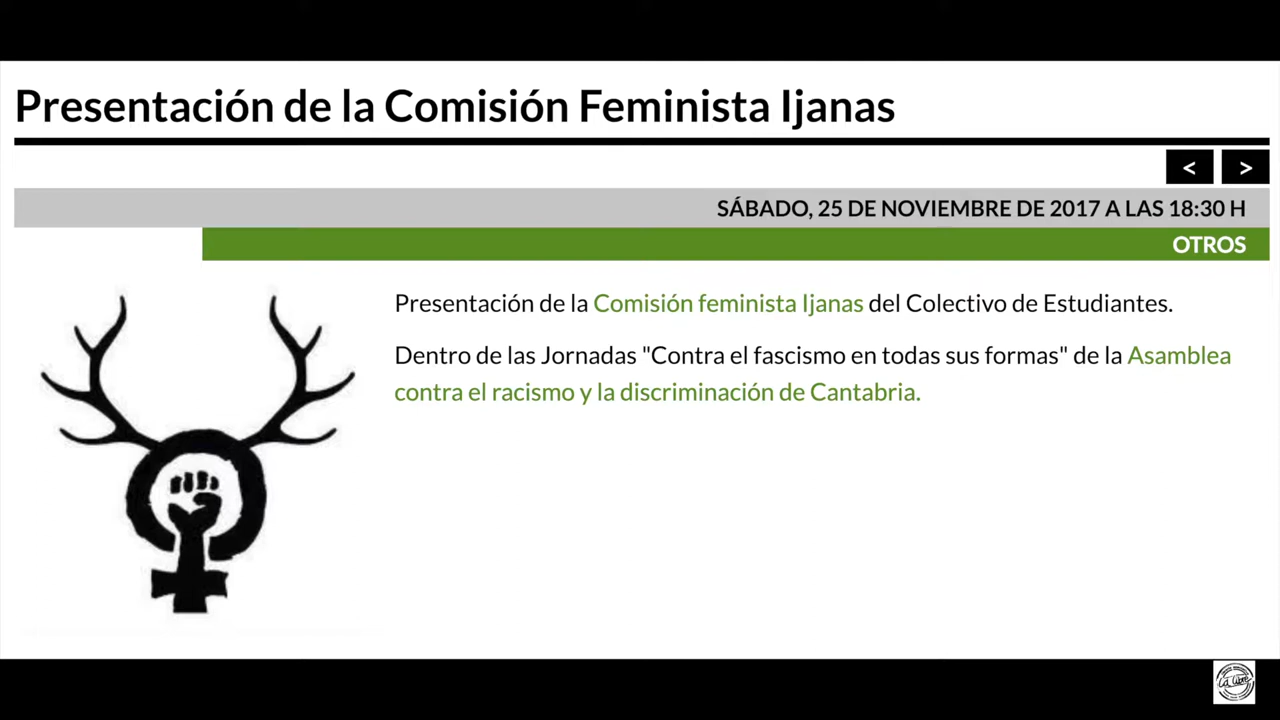 Presentación de la Comisión Feminista Ijanas
< >
SÁBADO, 25 DE NOVIEMBRE DE 2017 A LAS 18:30 H
OTROS
Presentación de la Comisión feminista Ijanas del Colectivo de Estudiantes.
Dentro de las Jornadas "Contra el fascismo en todas sus formas" de la Asamblea
contra el racismo y la discriminación de Cantabria.
La Libre